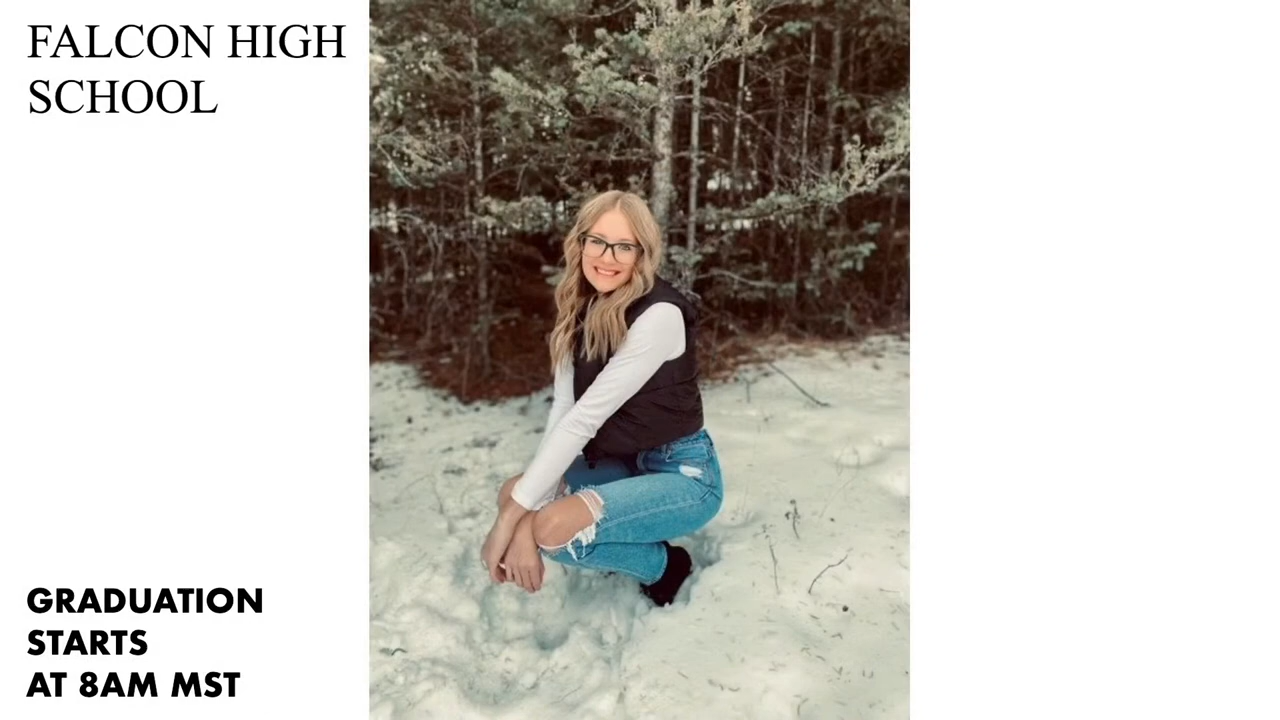 FALCON HIGH
SCHOOL
GRADUATION
STARTS
AT 8AM MST